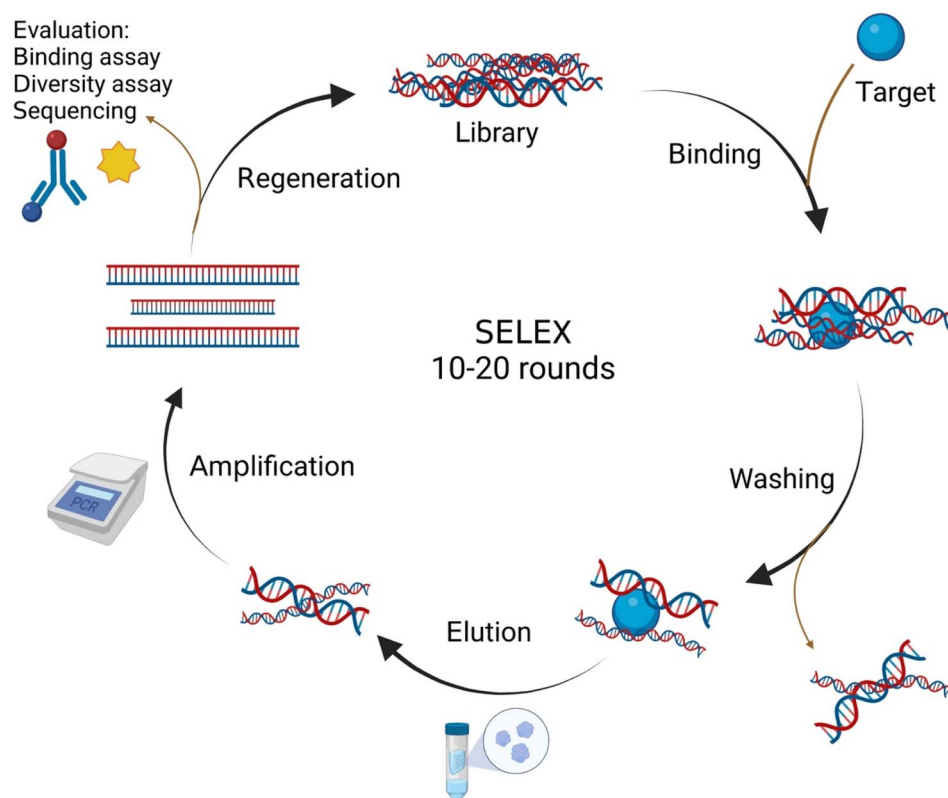 Evaluation:
Binding assay
Diversity assay
Sequencing
Library
Target
Binding
Regeneration
SELEX
10-20 rounds
Washing
Amplification
PCR
Elution